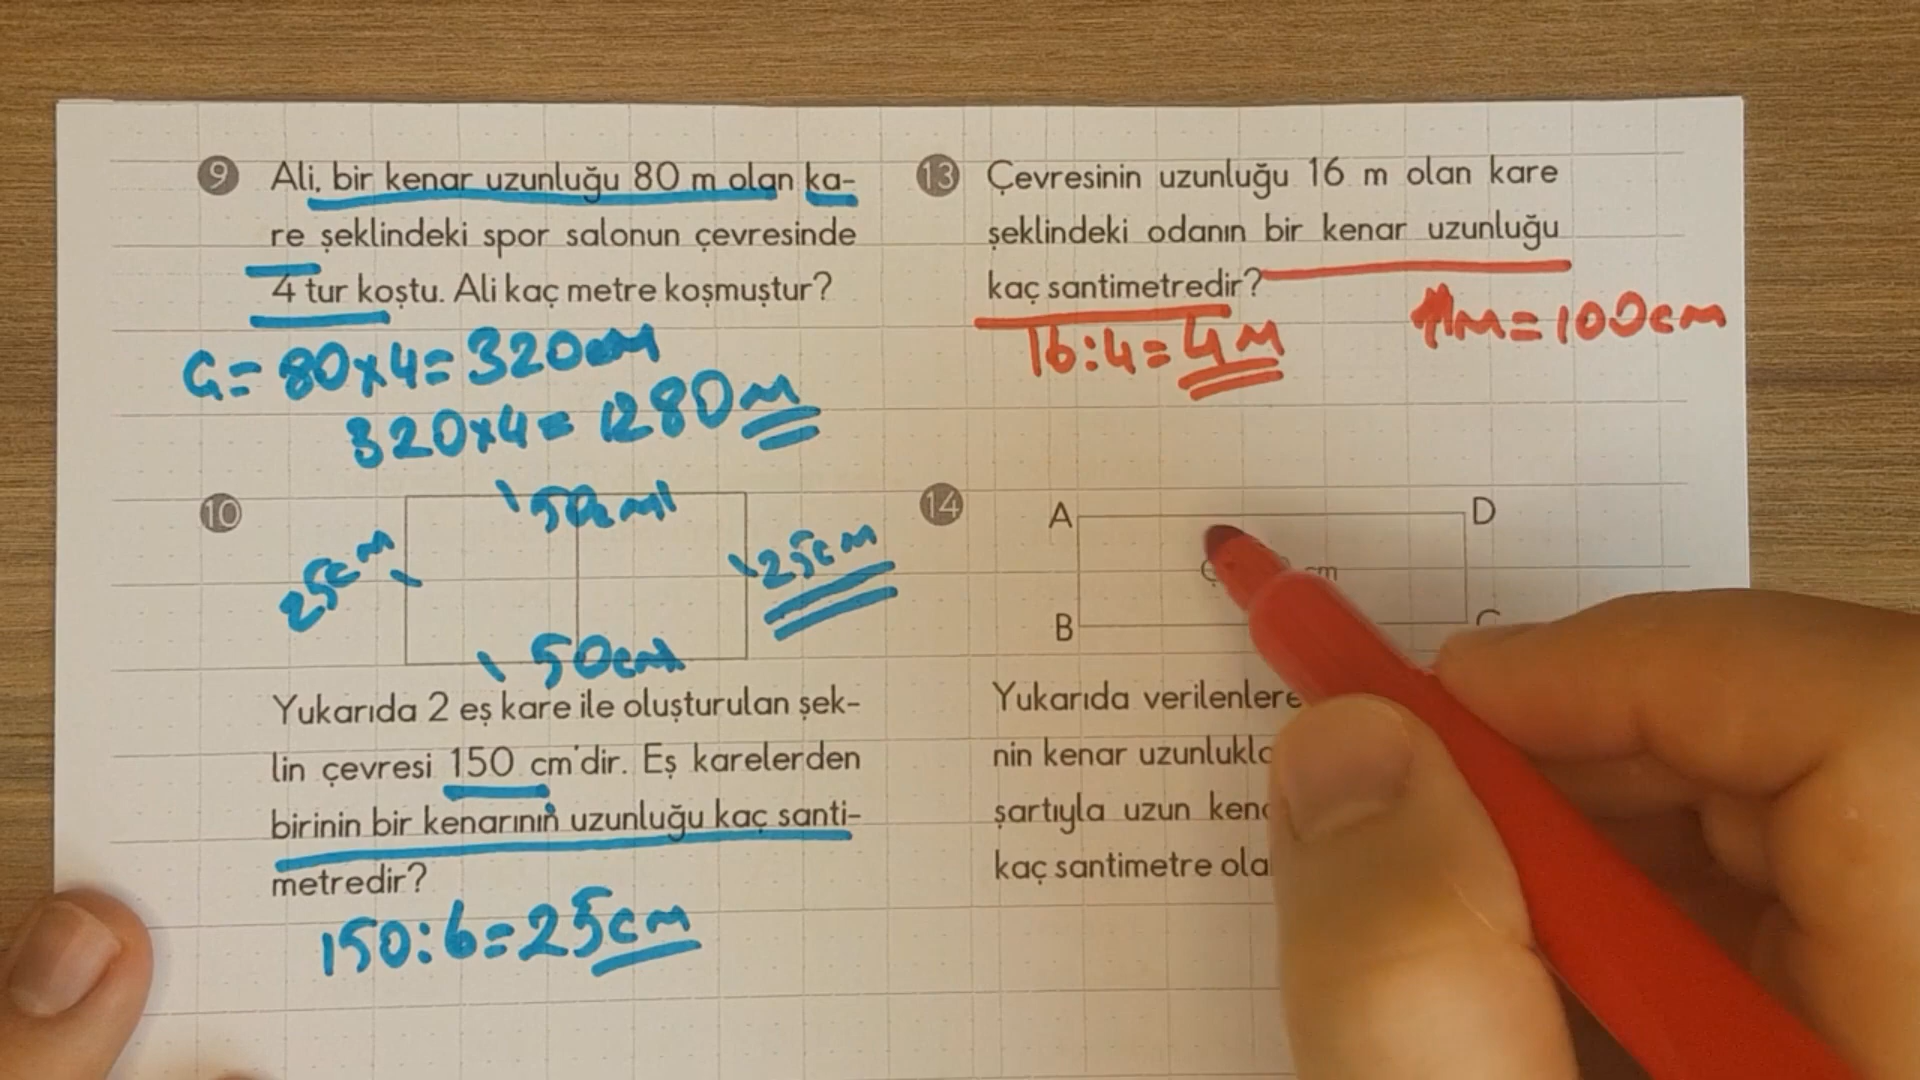 9 Ali, bir kenar uzunluğu 80 m olan ka-
re şeklindeki spor salonun çevresinde
4 tur koştu. Ali kaç metre koşmuştur?
Ç= 80x4= 320
320x4= 1280m
10
50cm
25cm
25cm
50cm
Yukarıda 2 eş kare ile oluşturulan şek-
lin çevresi 150 cm'dir. Eş karelerden
birinin bir kenarının uzunluğu kaç santi-
metredir?
150:6=25cm
13 Çevresinin uzunluğu 16 m olan kare
şeklindeki odanın bir kenar uzunluğu
kaç santimetredir?
16:4=4m
1m=100cm
14
A D
cm
B C
Yukarıda verilenlere
nin kenar
şartıyla uzun
kaç santimetre